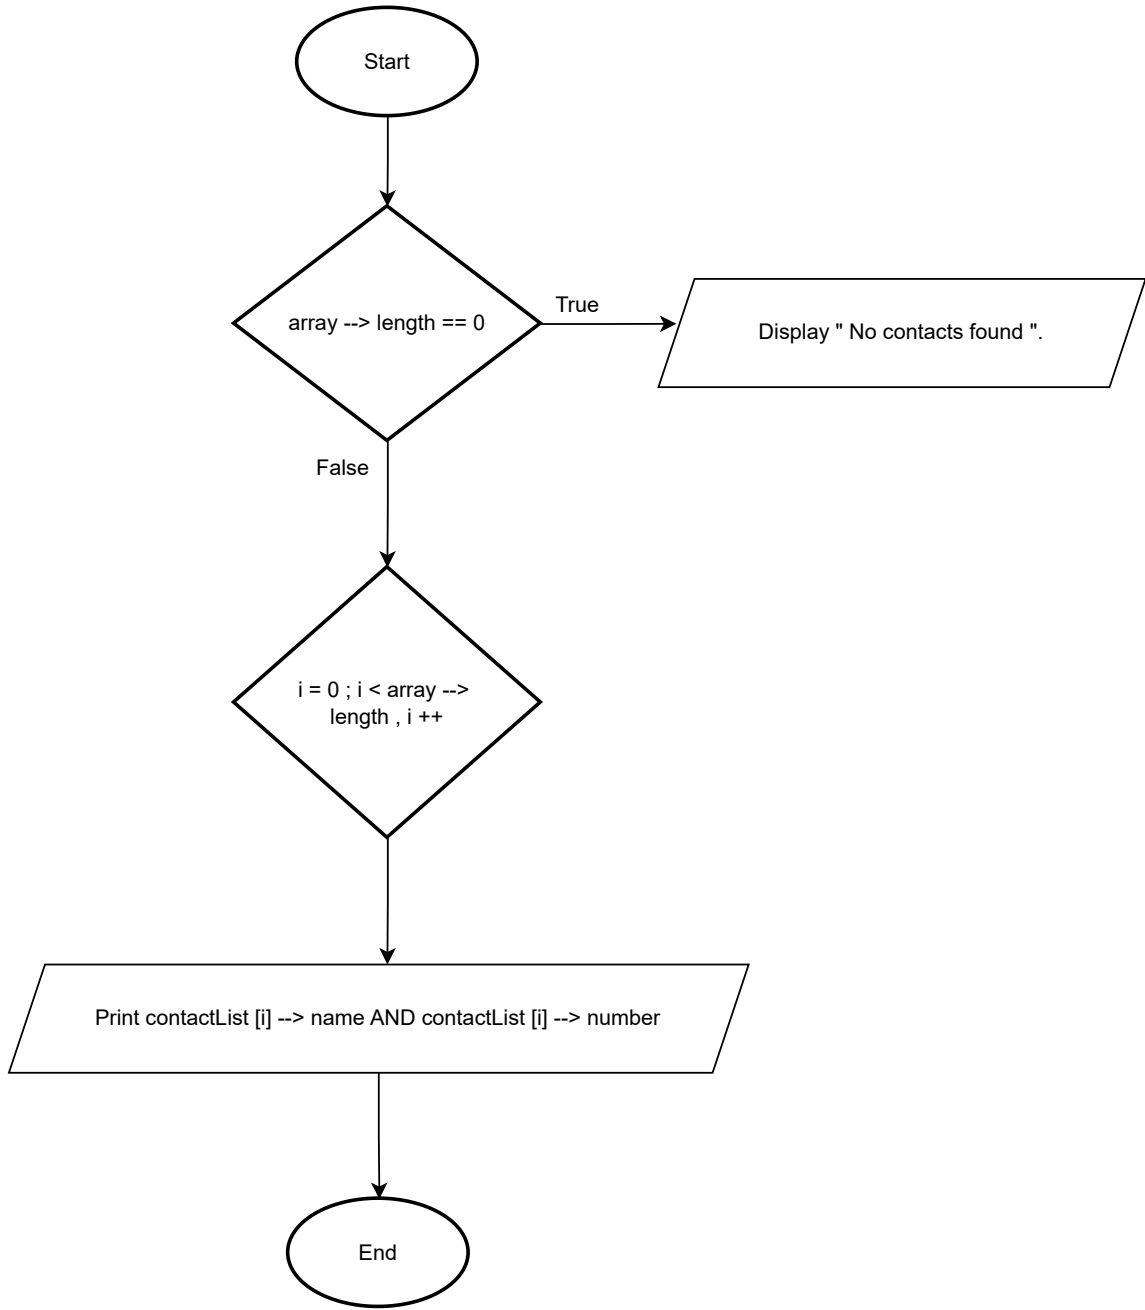 Start
array --> length == 0
True
Display " No contacts found ".
False
i = 0 ; i < array -->
length , i ++
Print contactList [i] --> name AND contactList [i] --> number
End